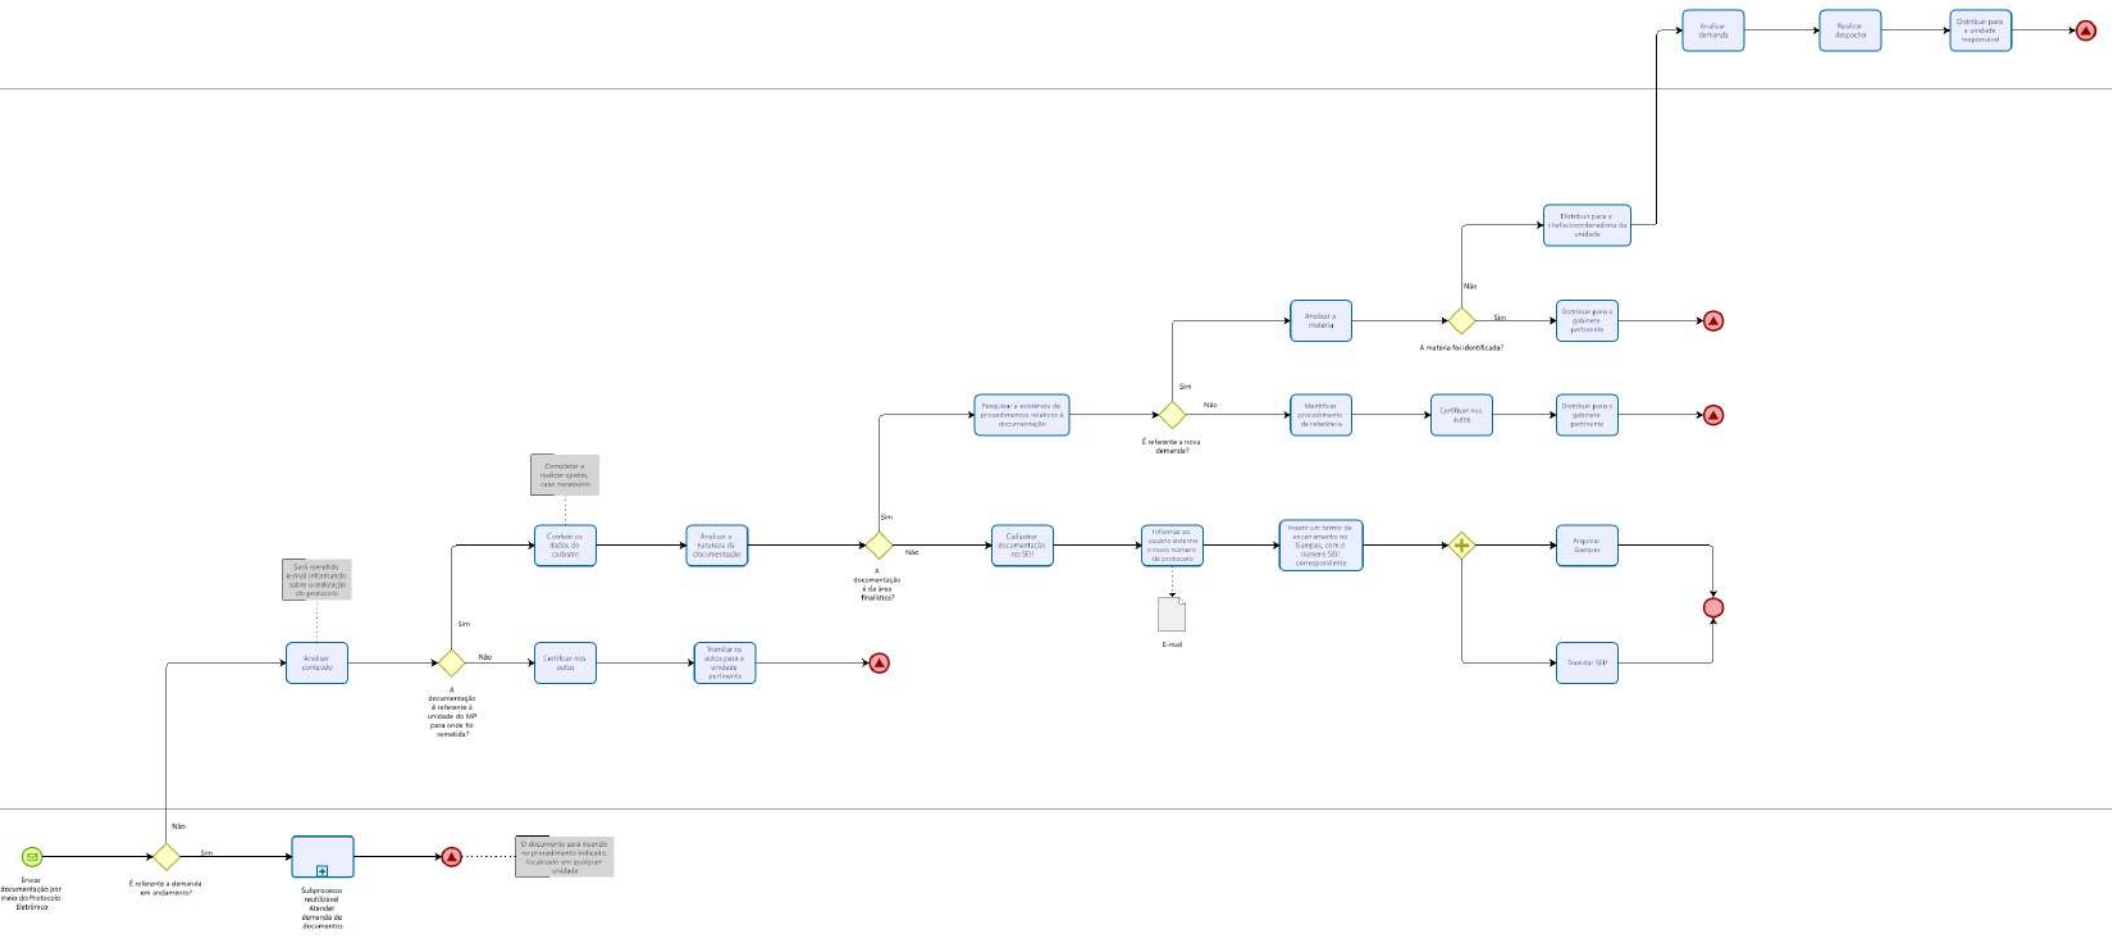 Analisar
demanda
Realizar
despacho
Distribuir para
a unidade
responsável
Distribuir para a
chefia/coordenadoria da
unidade
Não
Analisar a
matéria
Sim
Distribuir para o
gabinete
pertinente
A matéria foi identificada?
Sim
Pesquisar a existência de
procedimentos relativos à
documentação
Não
Identificar
procedimento
de referência
Certificar nos
autos
Distribuir para o
gabinete
pertinente
É referente a nova
demanda?
Completar e
realizar ajustes,
caso necessário
Sim
Conferir os
dados do
cadastro
Analisar a
natureza da
documentação
Não
Cadastrar
documentação
no SEI!
Informar ao
usuário externo
o novo número
de protocolo
Inserir um termo de
encerramento no
Gampes, com o
número SEI!
correspondente
Arquivar
Gampes
A
documentação
é da área
finalística?
Será remetido
e-mail informando
sobre a realização
do protocolo
E-mail
Sim
Analisar
conteúdo
Não
Certificar nos
autos
Tramitar os
autos para a
unidade
pertinente
Tramitar SEI!
A
documentação
é referente à
unidade do MP
para onde foi
remetida?
Não
Sim
O documento será inserido
no procedimento indicado,
localizado em qualquer
unidade
É referente a demanda
em andamento?
Enviar
documentação por
meio do Protocolo
Eletrônico
Subprocesso
reutilizável
Atender
demanda de
documentos